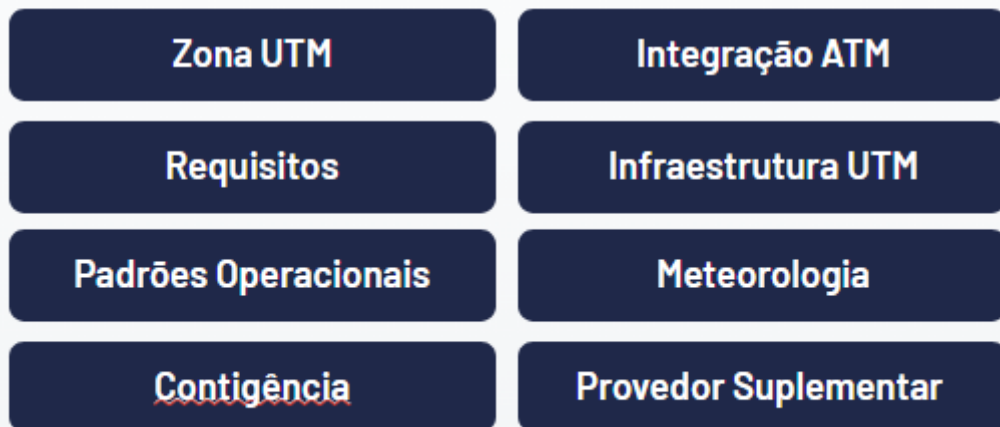 Zona UTM
Integração ATM
Requisitos
Infraestrutura UTM
Padrões Operacionais
Meteorologia
Contigência
Provedor Suplementar